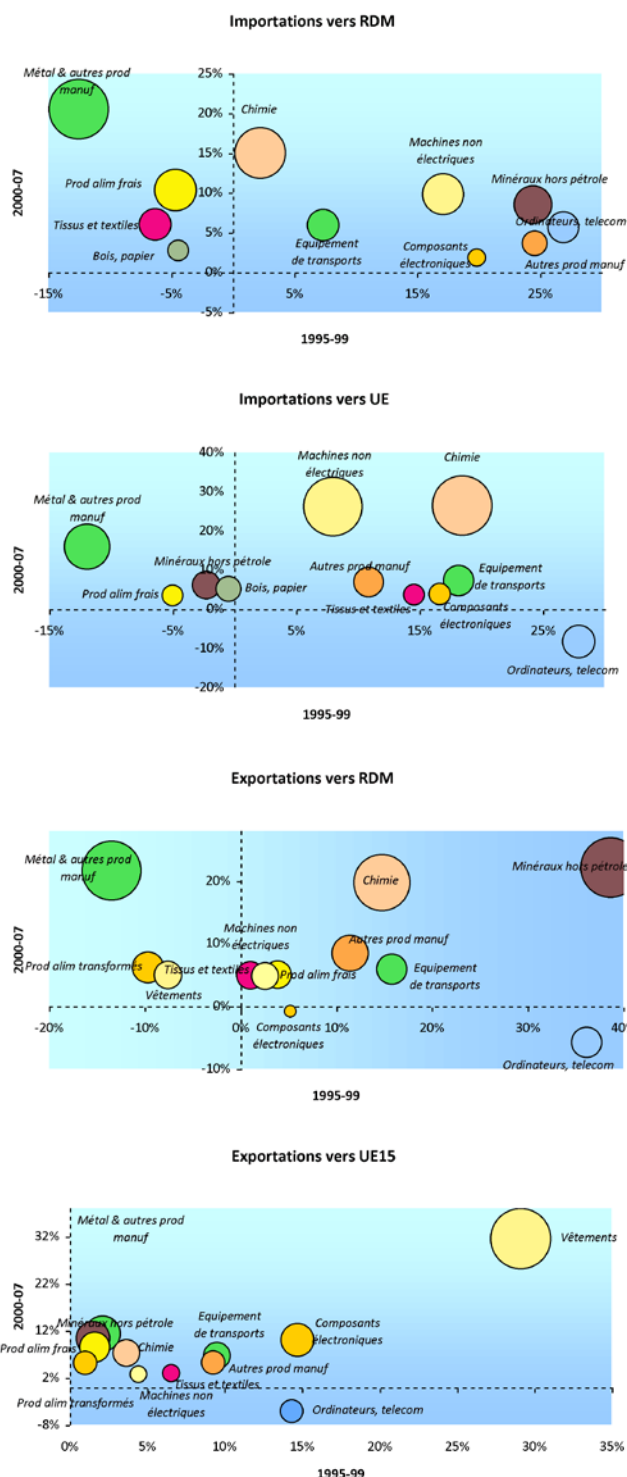 Importations vers RDM
Métal & autres prod
manuf
25%
Chimie
20%
Machines non
électriques
15%
Minéraux hors pétrole
Prod alim frais
10%
2000-07
Tissus et textiles
Ordinateurs, telecom
5%
Bois, papier
Equipement
de transports
Composants
électroniques
Autres prod manuf
0%
-15%
-5%
5%
15%
25%
-5%
1995-99
Importations vers UE
40%
Machines non
électriques
Chimie
30%
Métal & autres prod
manuf
20%
2000-07
Minéraux hors pétrole
10%
Autres prod manuf
Equipement
de transports
Prod alim frais
Bois, papier
Tissus et textiles
Composants
électroniques
0%
-15%
-5%
5%
15%
25%
-10%
Ordinateurs, telecom
-20%
1995-99
Exportations vers RDM
Métal & autres prod
manuf
20%
Chimie
Minéraux hors pétrole
Machines non
électriques
10%
Autres prod manuf
2000-07
Prod alim transformés
Tissus et textiles
Prod alim frais
Equipement
de transports
Vêtements
0%
-20%
-10%
0%
10%
20%
30%
40%
Composants
électroniques
-10%
Ordinateurs, telecom
1995-99
Exportations vers UE15
Métal & autres prod
manuf
32%
Vêtements
22%
2000-07
12%
Minéraux hors pétrole
Equipement
de transports
Composants
électroniques
Prod alim frais
Chimie
Autres prod manuf
2%
Tissus et textiles
Prod alim transformés
Machines non
électriques
Ordinateurs, telecom
-8%
0%
5%
10%
15%
20%
25%
30%
35%
1995-99